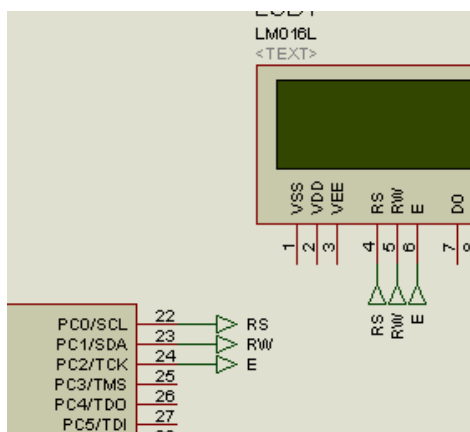 LM016L
<TEXT>
VSS
VDD
VEE
RS
RW
E
D0
1
2
3
4
5
6
7
RS
RW
E
PC0/SCL 22 RS
PC1/SDA 23 RW
PC2/TCK 24 E
PC3/TMS 25
PC4/TDO 26
PC5/TDI 27